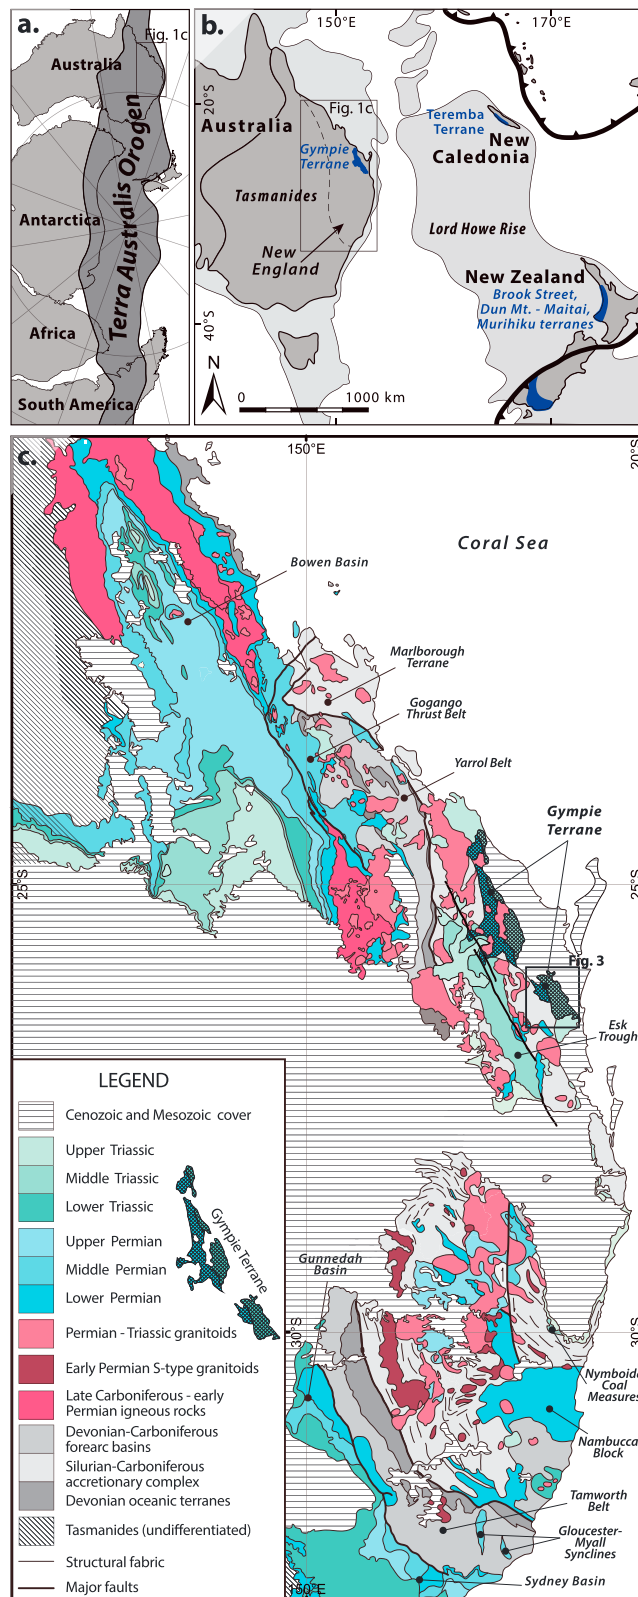 a.
Fig. 1c
Australia
Terra Australis Orogen
Antarctica
Africa
South America
b.
150°E
170°E
20°S
Fig. 1c
Australia
Gympie
Terrane
Tasmanides
New
England
Teremba
Terrane
New
Caledonia
Lord Howe Rise
New Zealand
Brook Street,
Dun Mt. - Maitai,
Murihiku terranes
40°S
N
0
1000 km
c.
150°E
20°S
Coral Sea
Bowen Basin
Marlborough
Terrane
Gogango
Thrust Belt
Yarrol Belt
Gympie
Terrane
25°S
25°S
Fig. 3
Esk
Trough
LEGEND
Cenozoic and Mesozoic cover
Upper Triassic
Middle Triassic
Lower Triassic
Upper Permian
Middle Permian
Lower Permian
Gympie Terrane
Permian - Triassic granitoids
Early Permian S-type granitoids
Late Carboniferous - early
Permian igneous rocks
Devonian-Carboniferous
forearc basins
Silurian-Carboniferous
accretionary complex
Devonian oceanic terranes
Tasmanides (undifferentiated)
Structural fabric
Major faults
Gunnedah
Basin
30°S
30°S
Nymboida
Coal
Measures
Nambucca
Block
Tamworth
Belt
Gloucester-
Myall
Synclines
Sydney Basin
150°E